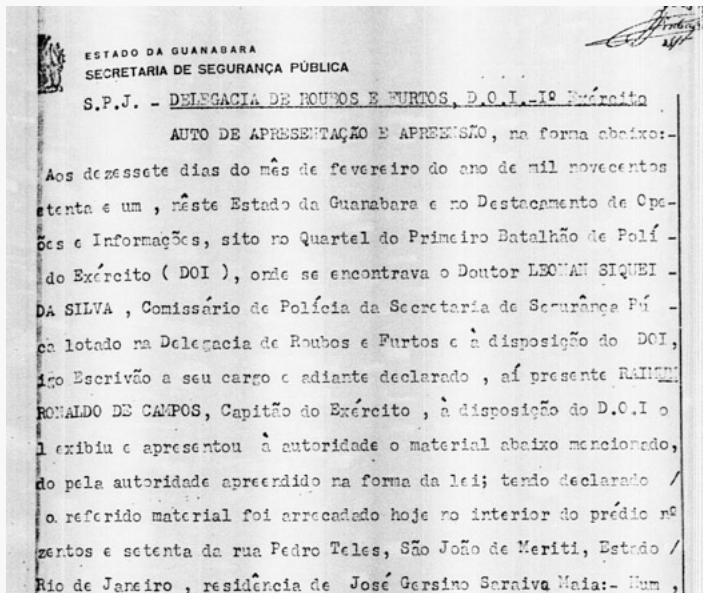 ESTADO DA GUANABARA
SECRETARIA DE SEGURANÇA PÚBLICA
S.P.J. - DELEGACIA DE ROUBOS E FURTOS, D.O.I.-Iº Exército
AUTO DE APRESENTAÇÃO E APREENSÃO, na forma abaixo:-
Aos dezessete dias do mês de fevereiro do ano de mil novecentos
etenta e um , nêste Estado da Guanabara e no Destacamento de Ope-
ões e Informações, sito no Quartel do Primeiro Batalhão de Polí -
do Exército ( DOI ), onde se encontrava o Doutor SIQUEI -
DA SILVA , Comissário de Polícia da Secretaria de Segurânça Pú -
ca lotado na Delegacia de Roubos e Furtos e à disposição do DOI,
igo Escrivão a seu cargo e adiante declarado , aí presente
RONALDO DE CAMPOS, Capitão do Exército , à disposição do D.O.I o
l exibiu e apresentou à autoridade o material abaixo mencionado,
do pela autoridade apreendido na forma da lei; tendo declarado /
o referido material foi arrecadado hoje no interior do prédio nº
zentos e setenta da rua Pedro Teles, São João de Meriti, Estado /
Rio de Janeiro , residência de José Gersino Saraiva Maia:- Hum ,